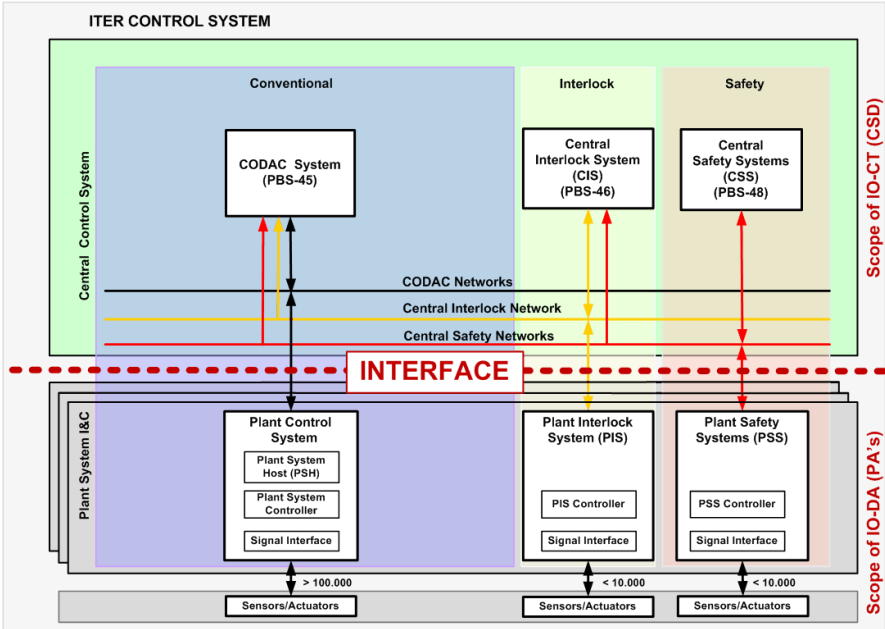 ITER CONTROL SYSTEM
Conventional
Interlock
Safety
CODAC System
(PBS-45)
Central
Interlock System
(CIS)
(PBS-46)
Central
Safety Systems
(CSS)
(PBS-48)
Central Control System
Scope of IO-CT (CSD)
CODAC Networks
Central Interlock Network
Central Safety Networks
INTERFACE
Plant System I&C
Scope of IO-DA (PA's)
Plant Control
System
Plant System
Host (PSH)
Plant System
Controller
Signal Interface
Plant Interlock
System (PIS)
PIS Controller
Signal Interface
Plant Safety
Systems (PSS)
PSS Controller
Signal Interface
> 100.000
< 10.000
< 10.000
Sensors/Actuators
Sensors/Actuators
Sensors/Actuators